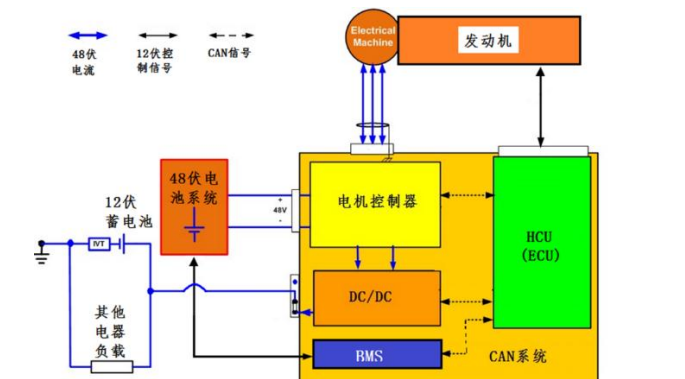 Electrical
Machine
发动机
48伏
电流
12伏控
制信号
CAN信号
48伏电
池系统
12伏
蓄电池
IVT
+
48V
-
电机控制器
HCU
(ECU)
DC/DC
其他
电器
负载
BMS
CAN系统